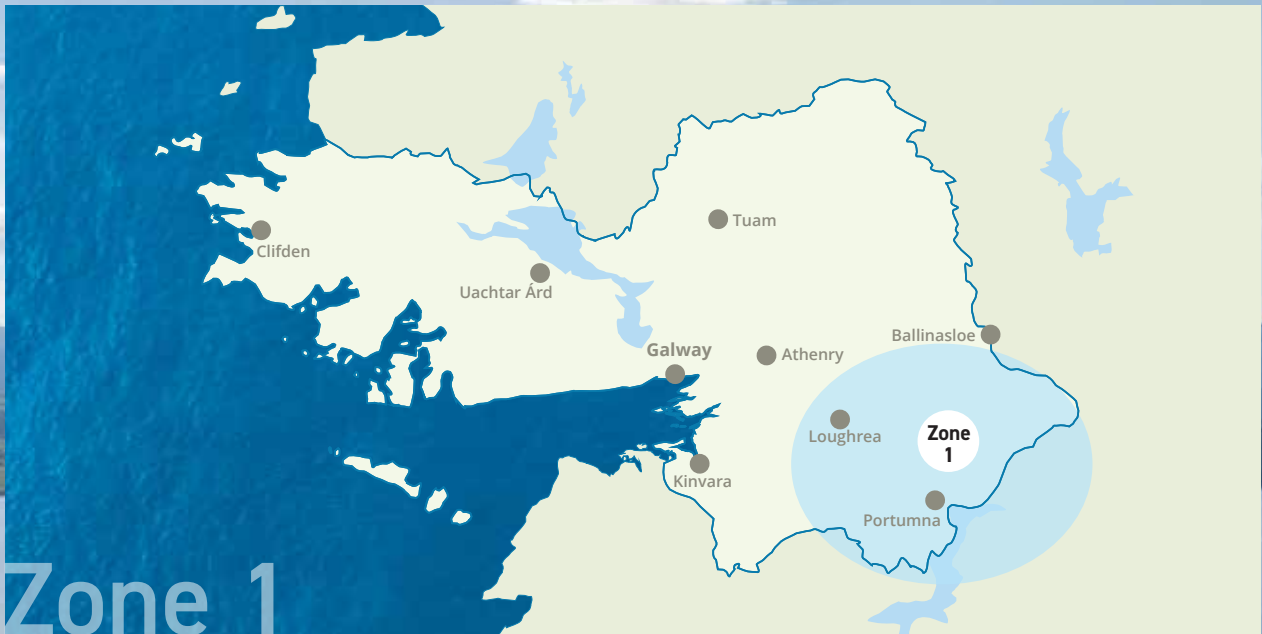 Tuam
Clifden
Uachtar Árd
Ballinasloe
Galway
Athenry
Loughrea
Zone
1
Kinvara
Portumna
Zone 1